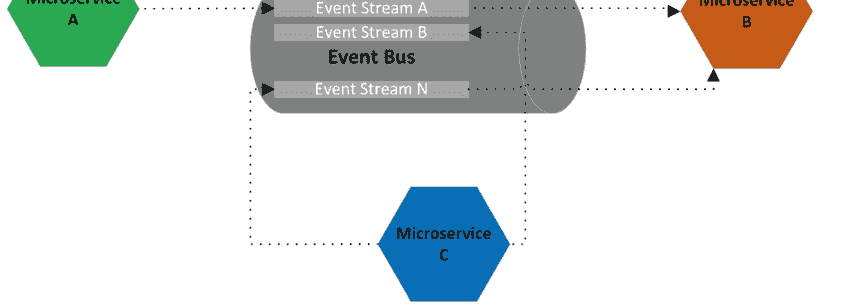 Microservice
A
Event Stream A
Event Stream B
Event Bus
Event Stream N
Microservice
B
Microservice
C